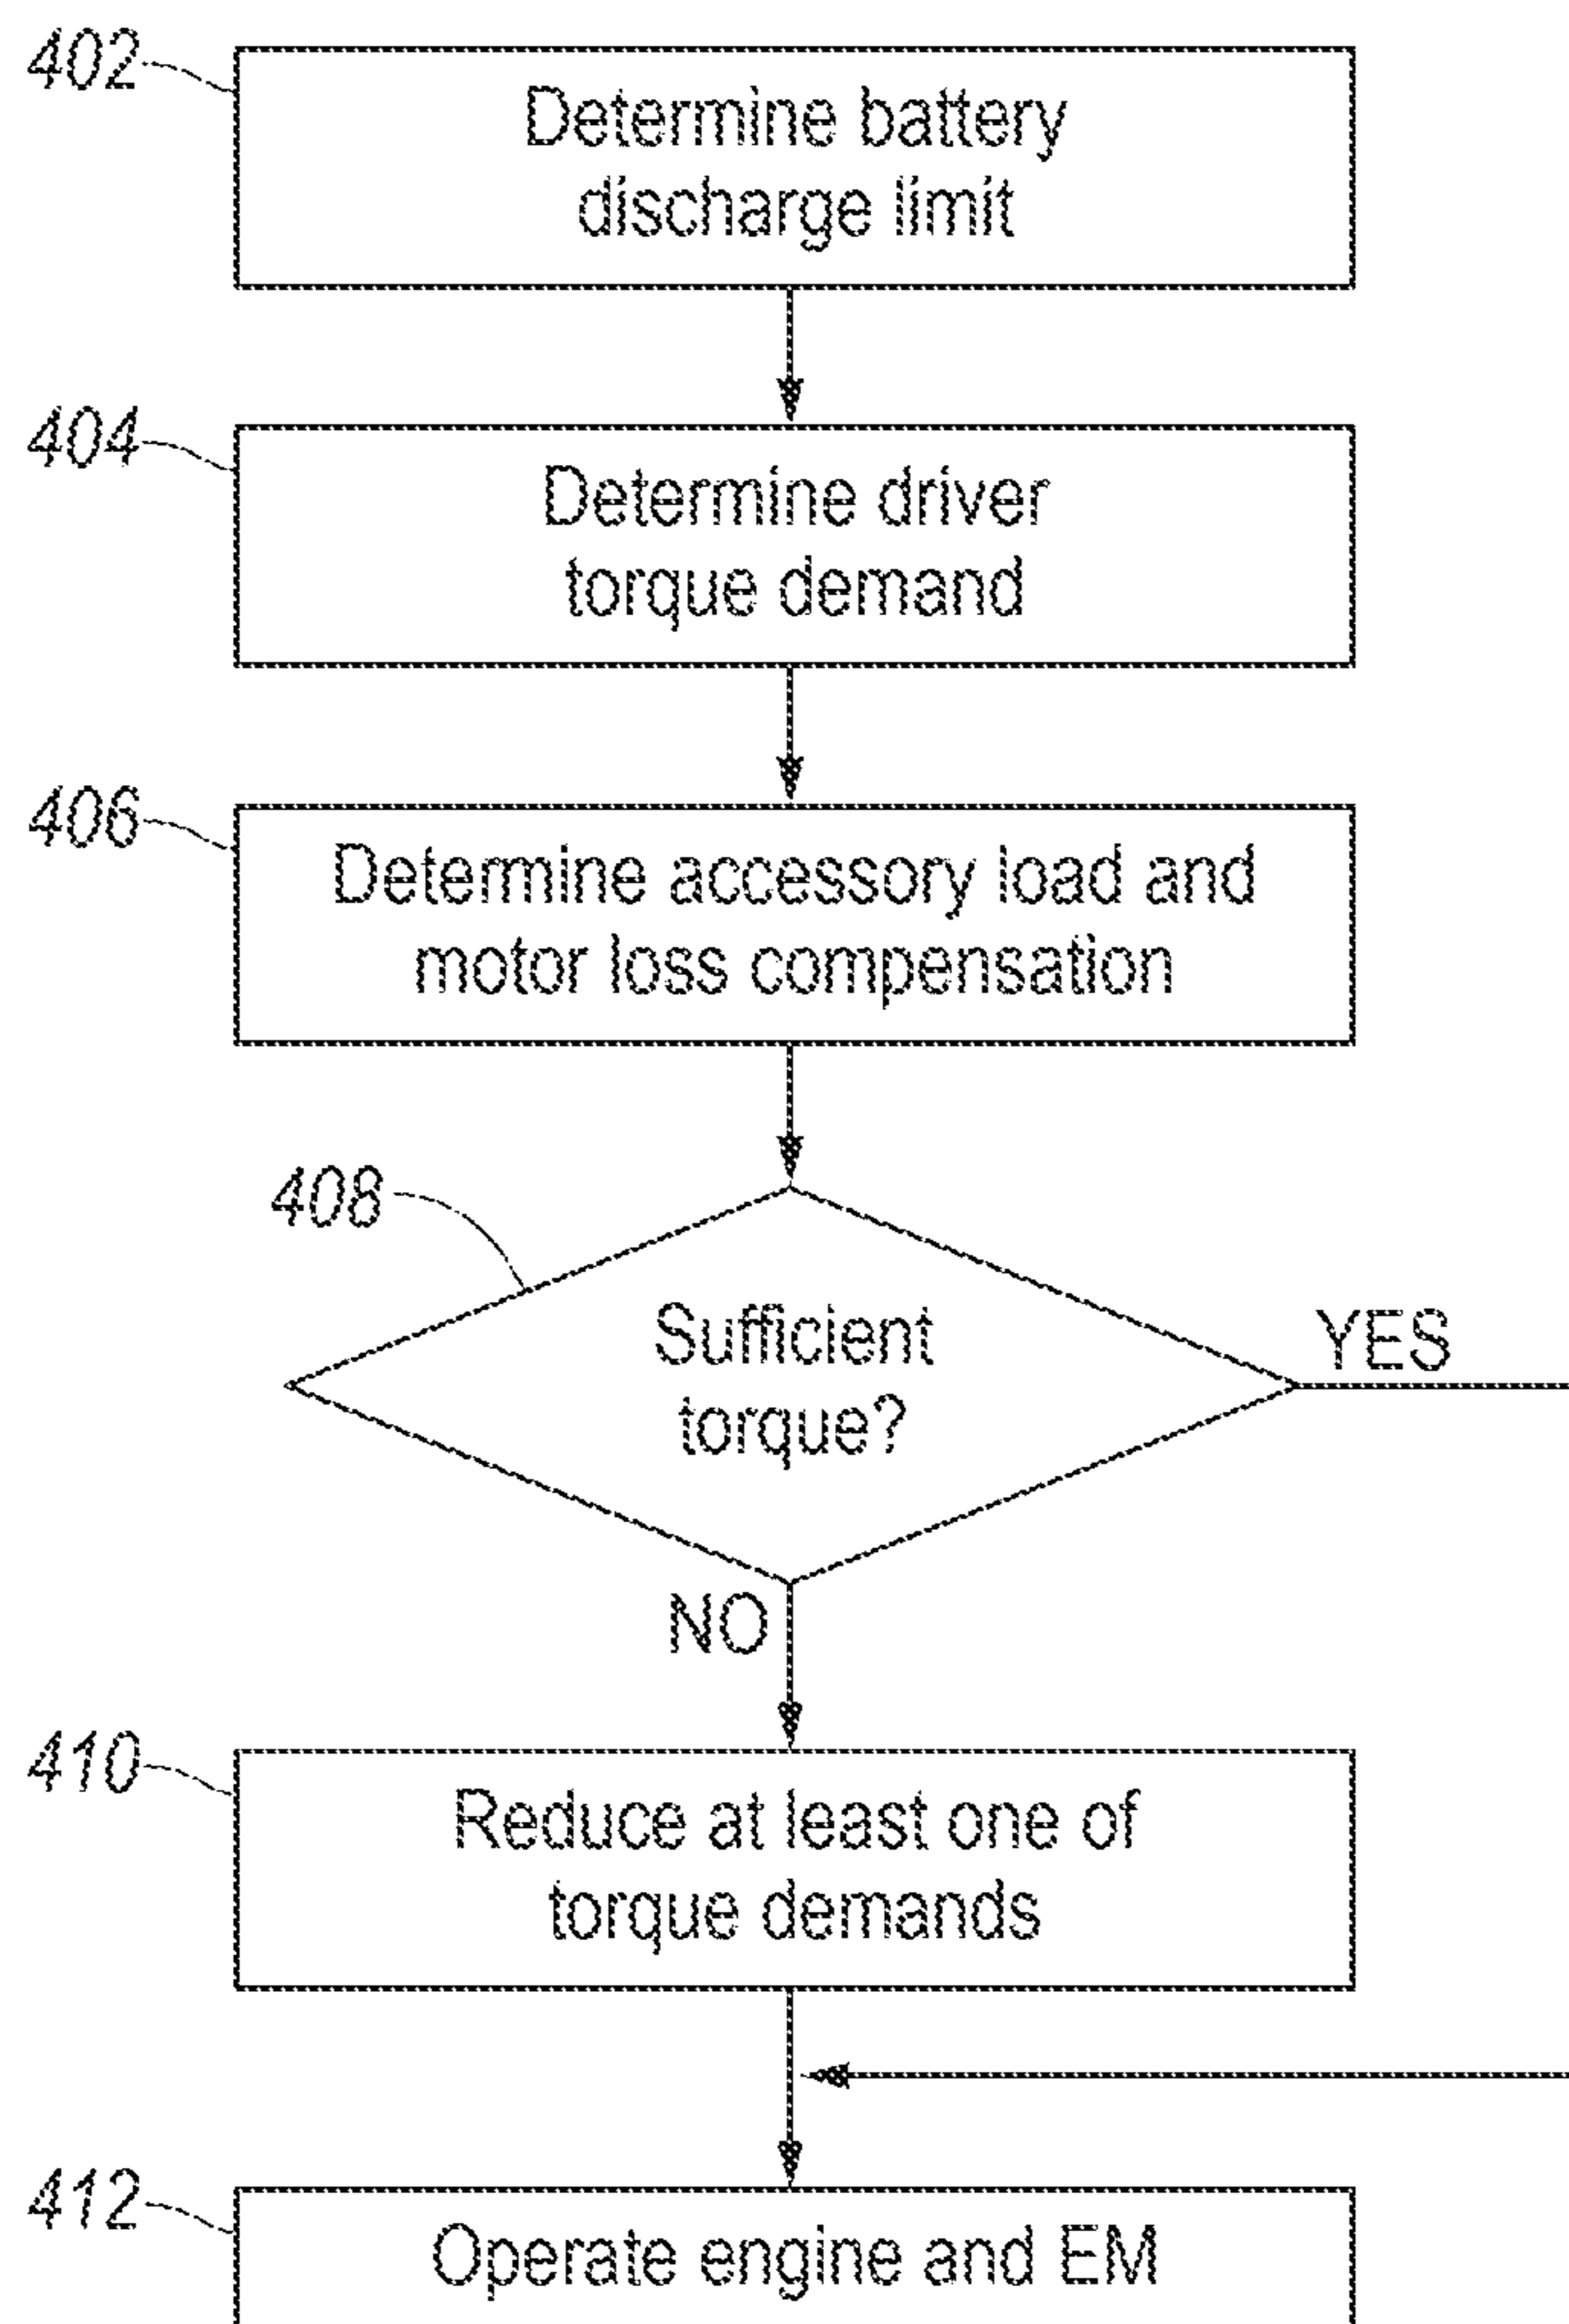 402
Determine battery
discharge limit
404
Determine driver
torque demand
406
Determine accessory load and
motor loss compensation
408
Sufficient
torque?
YES
NO
410
Reduce at least one of
torque demands
412
Operate engine and EM